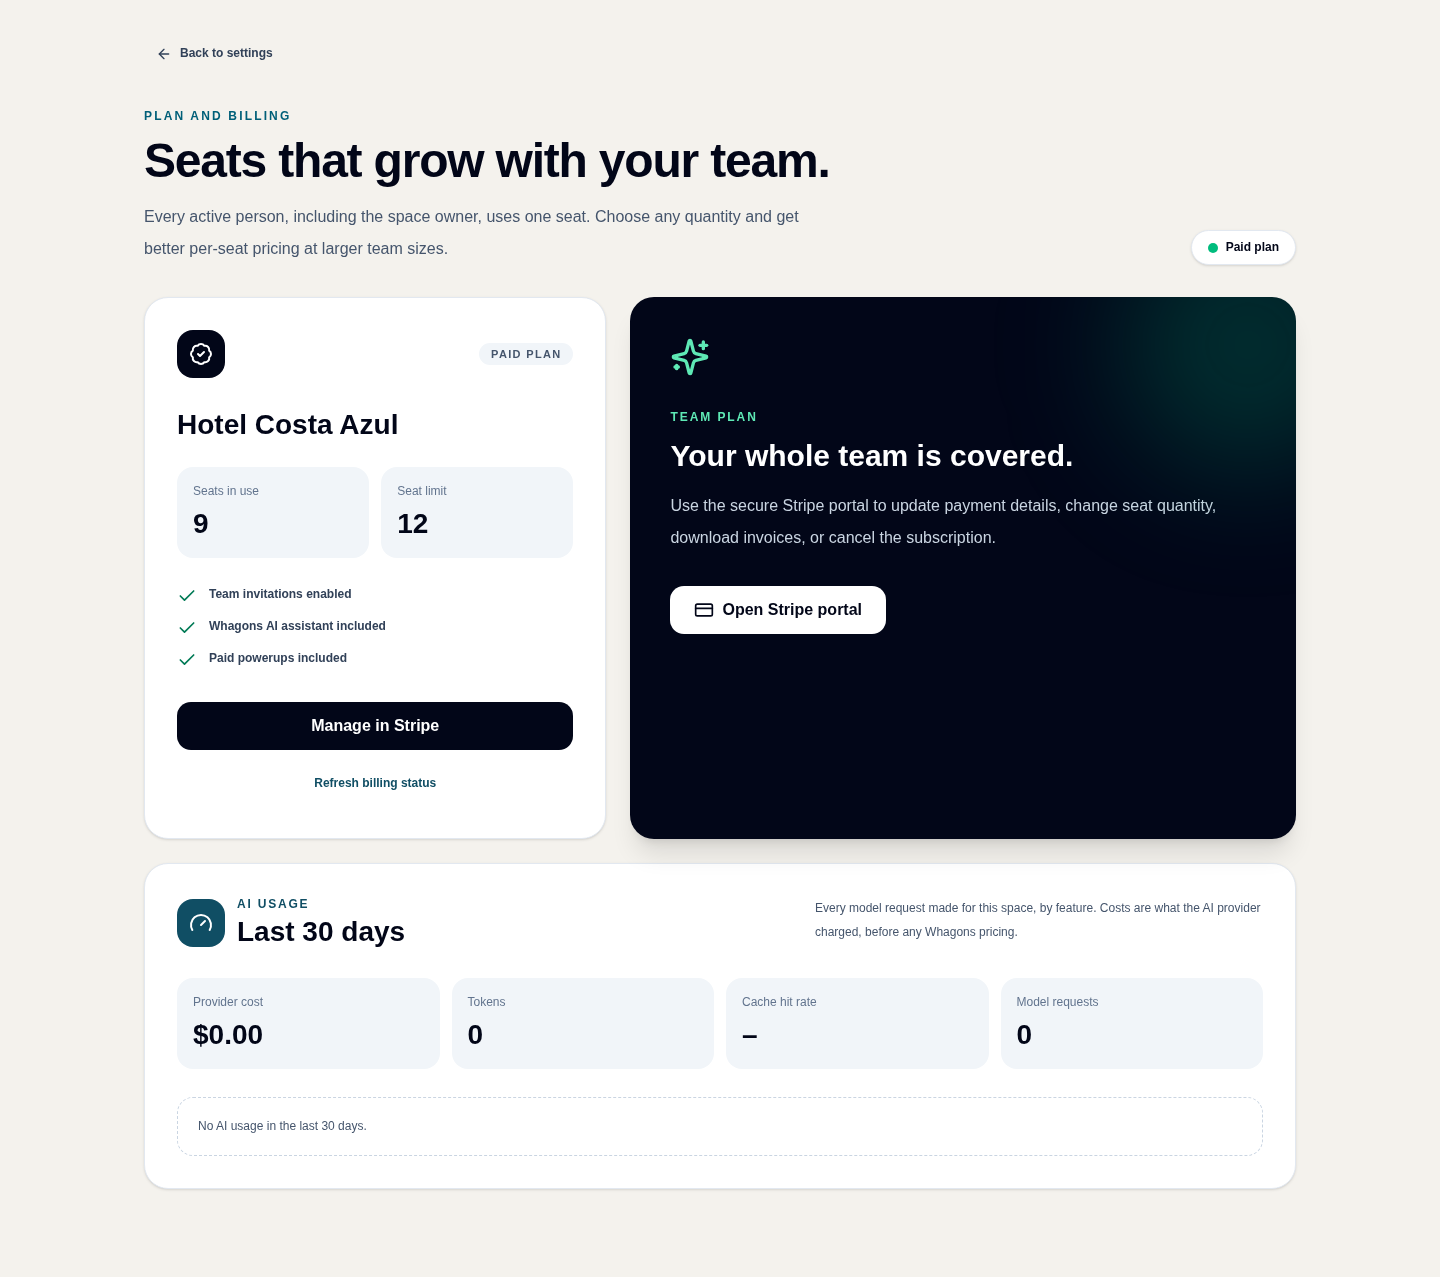 Back to settings
PLAN AND BILLING
Seats that grow with your team.
Every active person, including the space owner, uses one seat. Choose any quantity and get
better per-seat pricing at larger team sizes.
Paid plan
PAID PLAN
Hotel Costa Azul
Seats in use
9
Seat limit
12
Team invitations enabled
Whagons AI assistant included
Paid powerups included
Manage in Stripe
Refresh billing status
TEAM PLAN
Your whole team is covered.
Use the secure Stripe portal to update payment details, change seat quantity,
download invoices, or cancel the subscription.
Open Stripe portal
AI USAGE
Last 30 days
Every model request made for this space, by feature. Costs are what the AI provider
charged, before any Whagons pricing.
Provider cost
$0.00
Tokens
0
Cache hit rate
–
Model requests
0
No AI usage in the last 30 days.